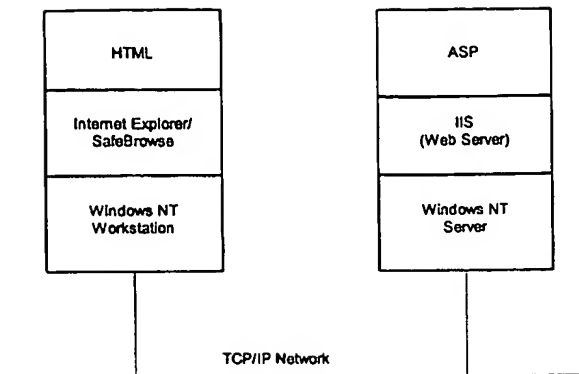 HTML
Internet Explorer/
SafeBrowse
Windows NT
Workstation
ASP
IIS
(Web Server)
Windows NT
Server
TCP/IP Network